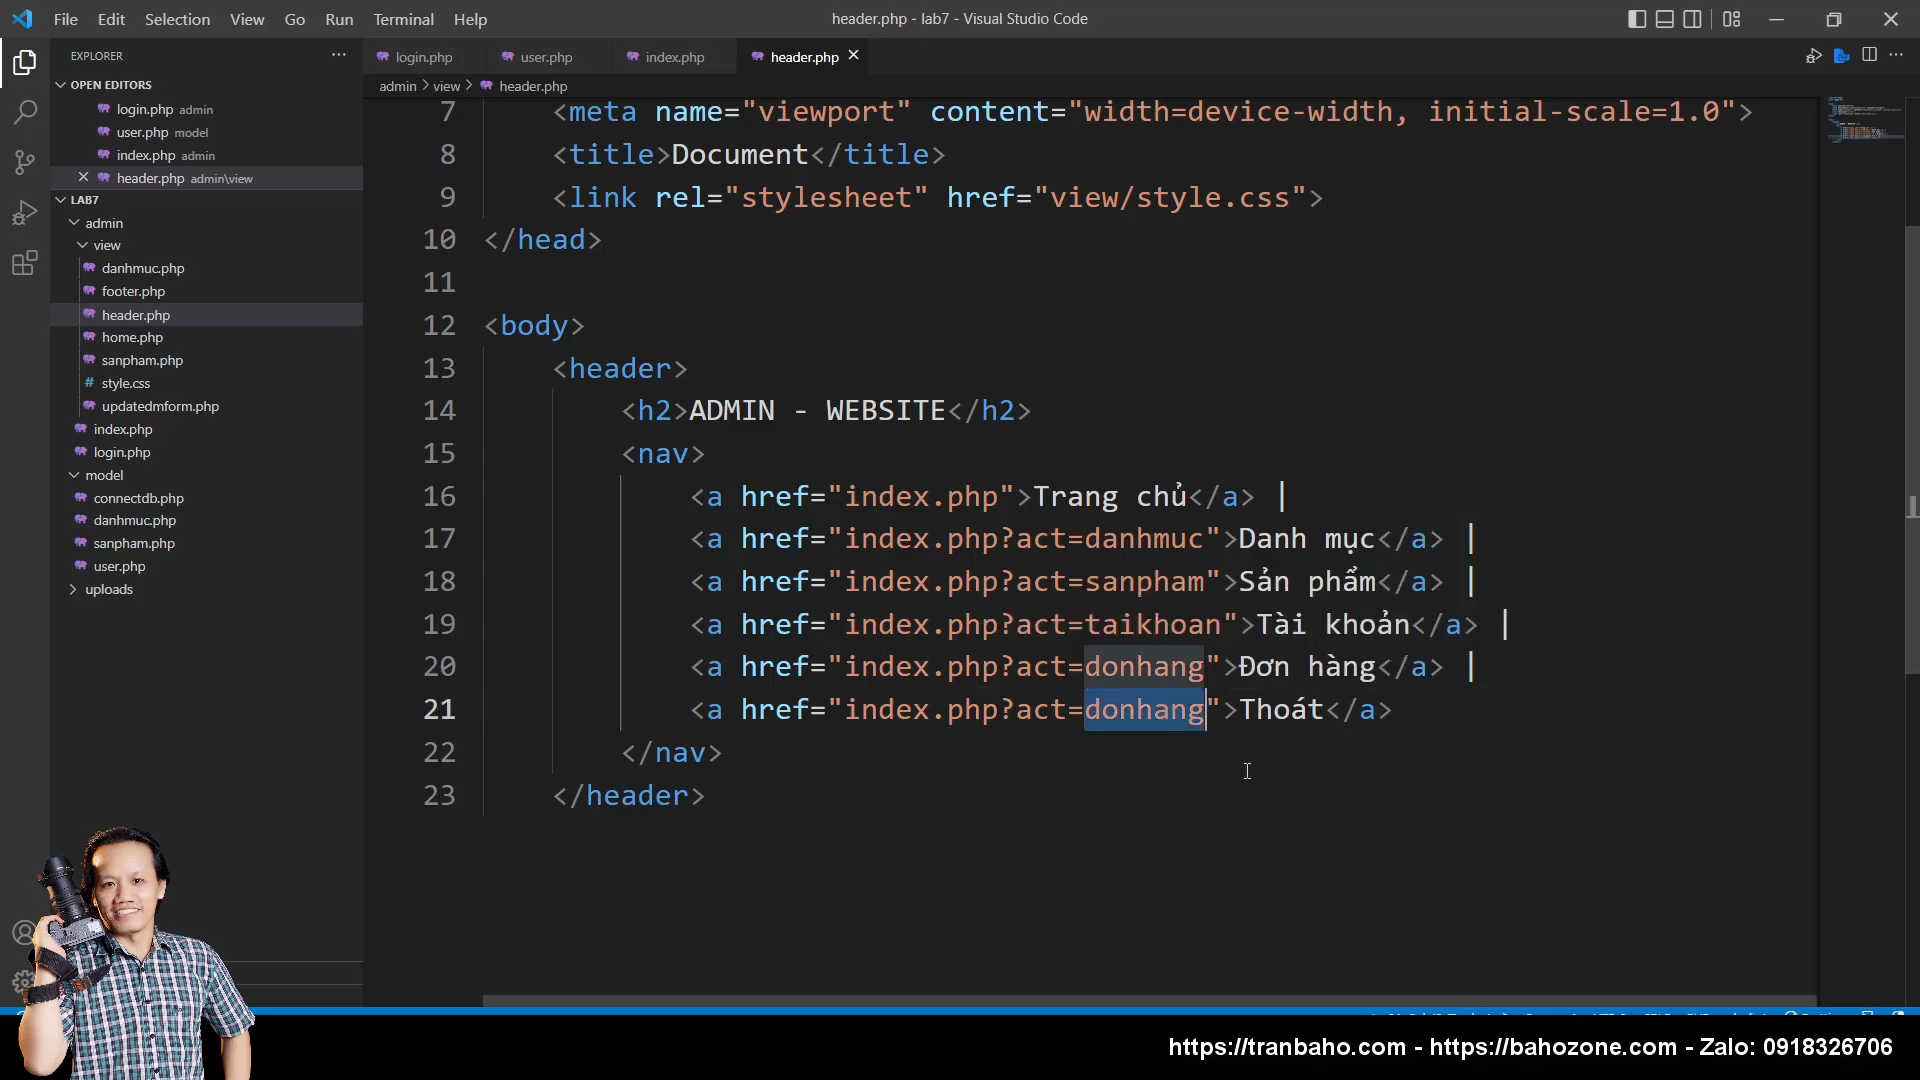 File Edit Selection View Go Run Terminal Help
header.php - lab7 - Visual Studio Code
EXPLORER
OPEN EDITORS
login.php admin
user.php model
index.php admin
header.php admin\view
LAB7
admin
view
danhmuc.php
footer.php
header.php
home.php
sanpham.php
# style.css
updatedmform.php
index.php
login.php
model
connectdb.php
danhmuc.php
sanpham.php
user.php
uploads
login.php user.php index.php header.php
admin > view > header.php
7 <meta name="viewport" content="width=device-width, initial-scale=1.0">
8 <title>Document</title>
9 <link rel="stylesheet" href="view/style.css">
10 </head>
11
12 <body>
13 <header>
14 <h2>ADMIN - WEBSITE</h2>
15 <nav>
16 <a href="index.php">Trang chủ</a> |
17 <a href="index.php?act=danhmuc">Danh mục</a> |
18 <a href="index.php?act=sanpham">Sản phẩm</a> |
19 <a href="index.php?act=taikhoan">Tài khoản</a> |
20 <a href="index.php?act=donhang">Đơn hàng</a> |
21 <a href="index.php?act=donhang">Thoát</a>
22 </nav>
23 </header>
https://tranbaho.com - https://bahozone.com - Zalo: 0918326706